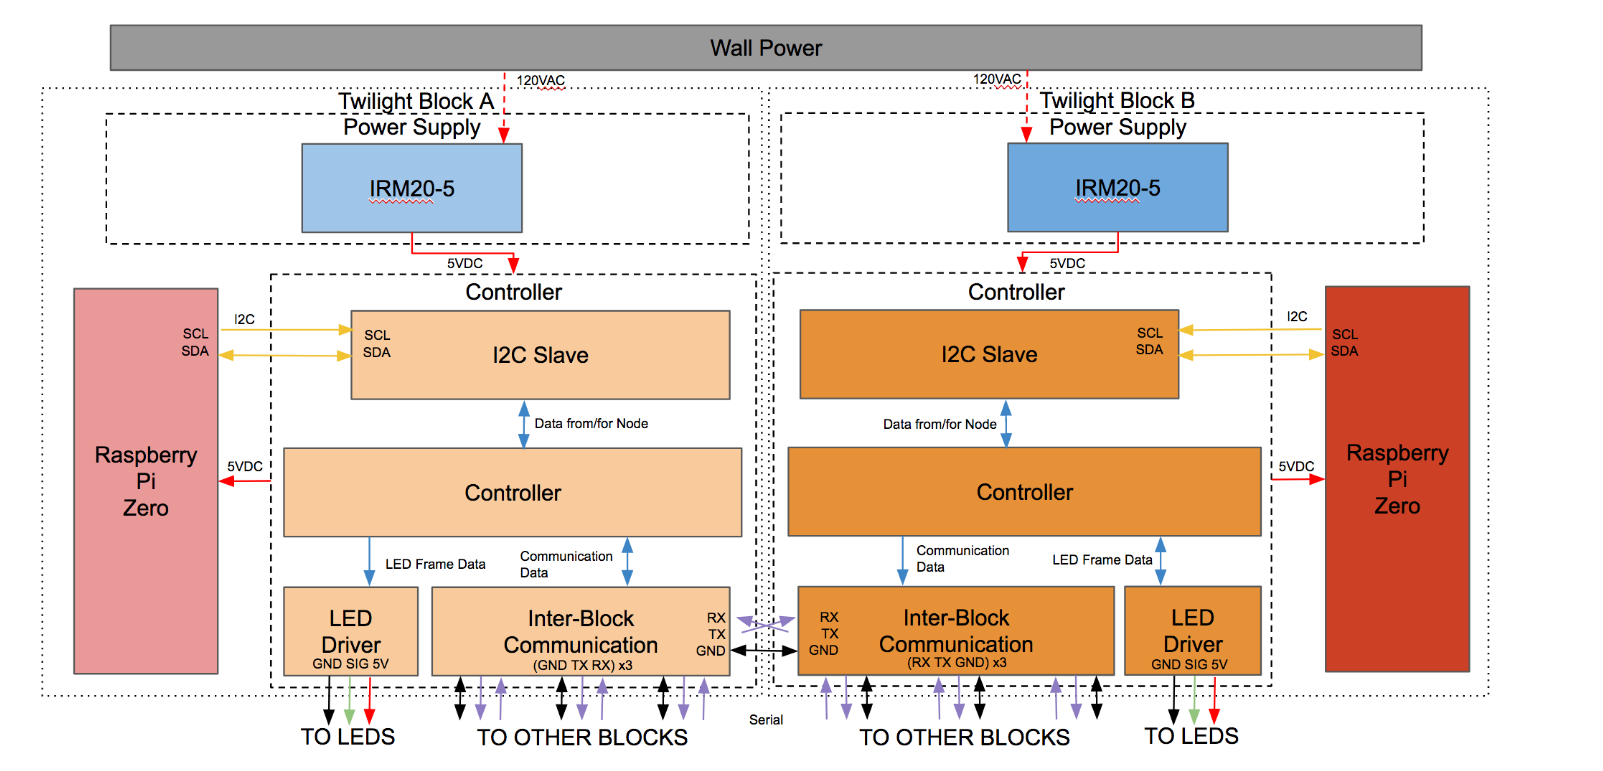 Wall Power
120VAC
120VAC
Twilight Block A
Power Supply
Twilight Block B
Power Supply
IRM20-5
IRM20-5
5VDC
5VDC
Controller
Controller
I2C
SCL
SDA
SCL
SDA
I2C Slave
I2C Slave
SCL
SDA
I2C
SCL
SDA
Data from/for Node
Data from/for Node
Raspberry
Pi
Zero
5VDC
Controller
Controller
5VDC
Raspberry
Pi
Zero
LED Frame Data
Communication
Data
Communication
Data
LED Frame Data
LED
Driver
GND SIG 5V
Inter-Block
Communication
(GND TX RX) x3
RX
TX
GND
RX
TX
GND
Inter-Block
Communication
(RX TX GND) x3
LED
Driver
GND SIG 5V
Serial
TO LEDS
TO OTHER BLOCKS
TO OTHER BLOCKS
TO LEDS